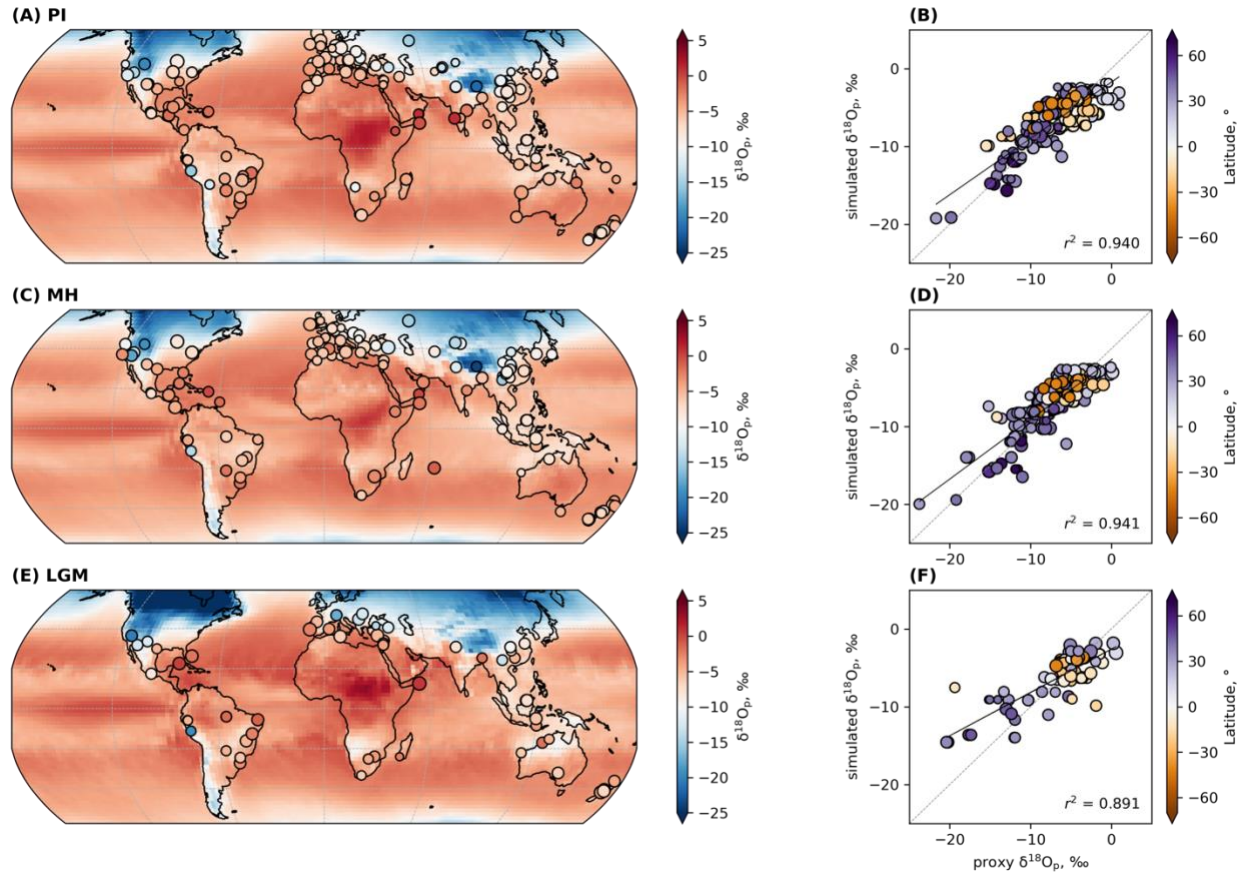 (A) PI
5
0
−5
−10
−15
−20
−25
δ¹⁸Oₚ, ‰
(B)
0
−10
−20
simulated δ¹⁸Oₚ, ‰
r² = 0.940
−20 −10 0
60
30
0
−30
−60
Latitude, °
(C) MH
5
0
−5
−10
−15
−20
−25
δ¹⁸Oₚ, ‰
(D)
0
−10
−20
simulated δ¹⁸Oₚ, ‰
r² = 0.941
−20 −10 0
60
30
0
−30
−60
Latitude, °
(E) LGM
5
0
−5
−10
−15
−20
−25
δ¹⁸Oₚ, ‰
(F)
0
−10
−20
simulated δ¹⁸Oₚ, ‰
r² = 0.891
−20 −10 0
proxy δ¹⁸Oₚ, ‰
60
30
0
−30
−60
Latitude, °